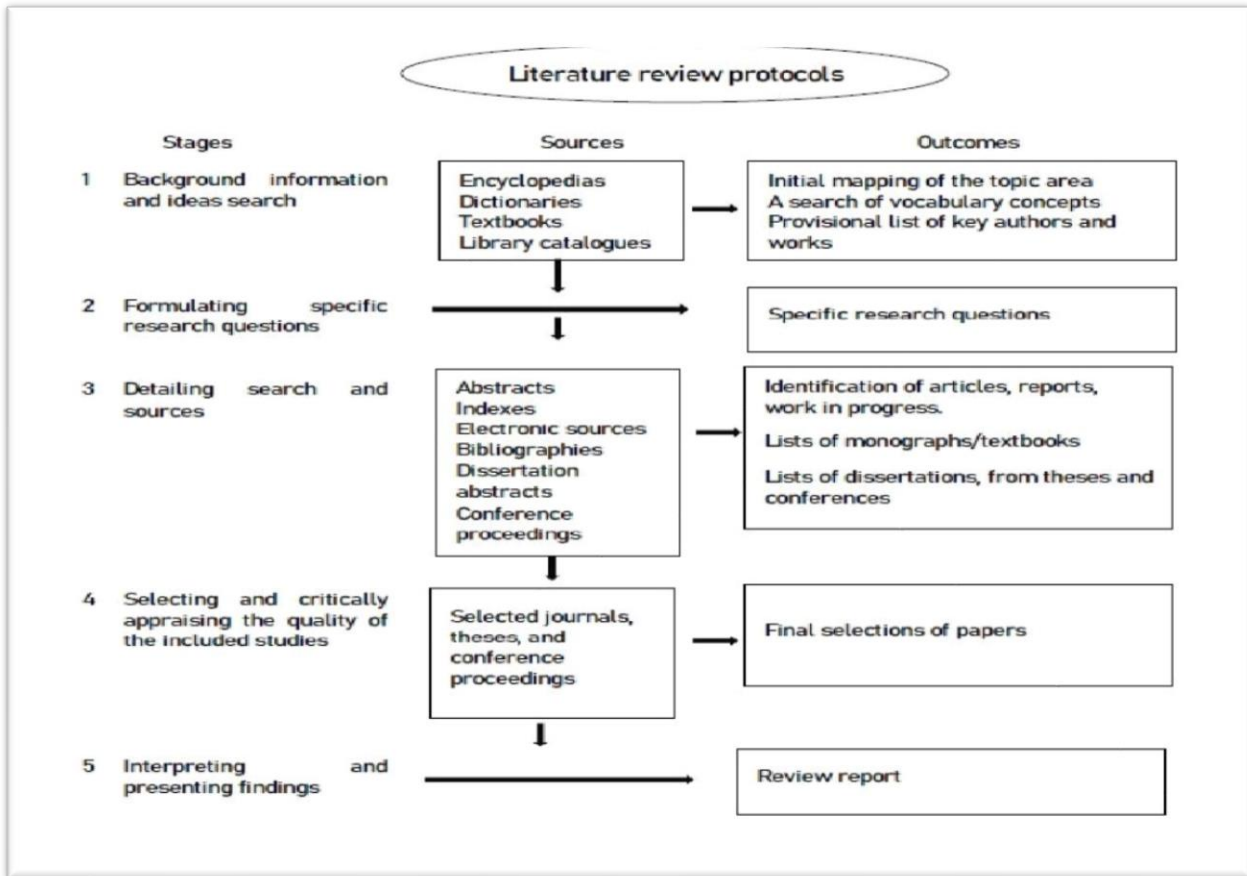 Literature review protocols
Stages
Sources
Outcomes
1 Background information
and ideas search
Encyclopedias
Dictionaries
Textbooks
Library catalogues
Initial mapping of the topic area
A search of vocabulary concepts
Provisional list of key authors and
works
2 Formulating specific
research questions
Specific research questions
3 Detailing search and
sources
Abstracts
Indexes
Electronic sources
Bibliographies
Dissertation
abstracts
Conference
proceedings
Identification of articles, reports,
work in progress.
Lists of monographs/textbooks
Lists of dissertations, from theses and
conferences
4 Selecting and critically
appraising the quality of
the included studies
Selected journals,
theses, and
conference
proceedings
Final selections of papers
5 Interpreting and
presenting findings
Review report